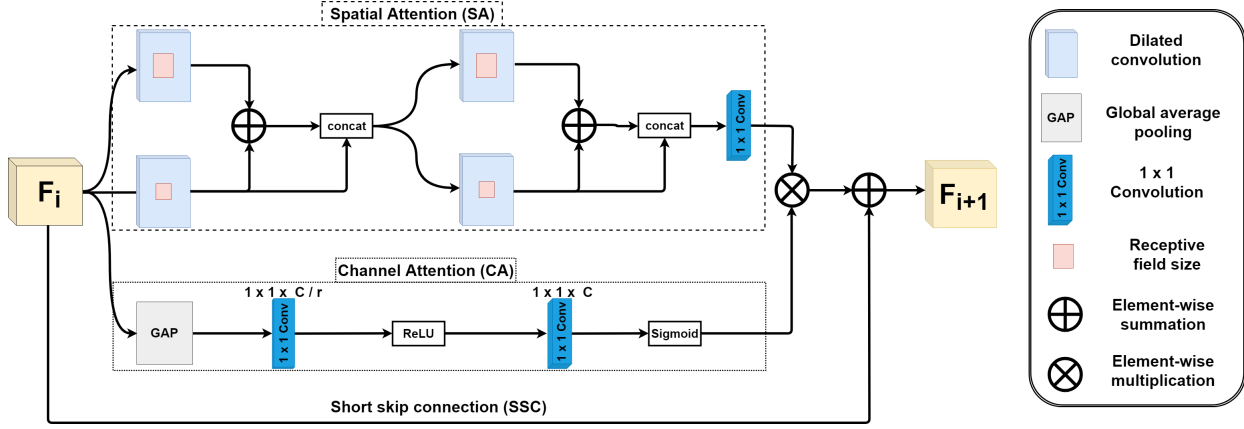 Spatial Attention (SA)
concat
concat
1 x 1 Conv
F_i
F_{i+1}
Channel Attention (CA)
1 x 1 x C / r
1 x 1 x C
GAP
1 x 1 Conv
ReLU
1 x 1 Conv
Sigmoid
Short skip connection (SSC)
Dilated
convolution
GAP
Global average
pooling
1 x 1 Conv
1 x 1
Convolution
Receptive
field size
Element-wise
summation
Element-wise
multiplication